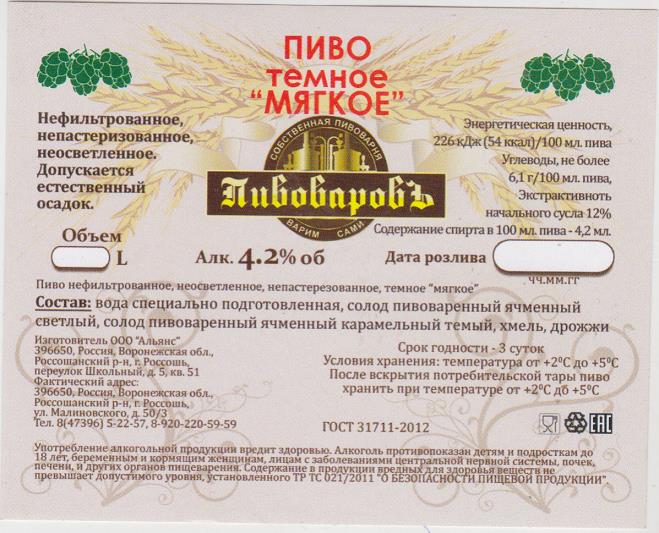 ПИВО
темное
"МЯГКОЕ"
Нефильтрованное,
непастеризованное,
неосветленное.
Допускается
естественный
осадок.
СОБСТВЕННАЯ ПИВОВАРНЯ
ПивоваровЪ
ВАРИМ САМИ
Энергетическая ценность,
226 кДж (54 ккал)/100 мл. пива
Углеводы, не более
6,1 г/100 мл. пива,
Экстрактивноть
начального сусла 12%
Содержание спирта в 100 мл. пива - 4,2 мл.
Объем
L
Алк. 4.2% об
Дата розлива
чч.мм.гг
Пиво нефильтрованное, неосветленное, непастерезованное, темное "мягкое"
Состав: вода специально подготовленная, солод пивоваренный ячменный
светлый, солод пивоваренный ячменный карамельный темый, хмель, дрожжи
Изготовитель ООО "Альянс"
396650, Россия, Воронежская обл.,
Россошанский р-н, г. Россошь,
переулок Школьный, д. 5, кв. 51
Фактический адрес:
396650, Россия, Воронежская обл.,
Россошанский р-н, г. Россошь,
ул. Малиновского, д. 50/3
Тел. 8(47396) 5-22-57, 8-920-220-59-59
Срок годности - 3 суток
Условия хранения: температура от +2⁰С до +5⁰С
После вскрытия потребительской тары пиво
хранить при температуре от +2⁰С до +5⁰С
ГОСТ 31711-2012
ЕАС
Употребление алкогольной продукции вредит здоровью. Алкоголь противопоказан детям и подросткам до
18 лет, беременным и кормящим женщинам, лицам с заболеваниями центральной нервной системы, почек,
печени, и других органов пищеварения. Содержание в продукции вредных для здоровья веществ не
превышает допустимого уровня, установленного ТР ТС 021/2011 "О БЕЗОПАСНОСТИ ПИЩЕВОЙ ПРОДУКЦИИ".